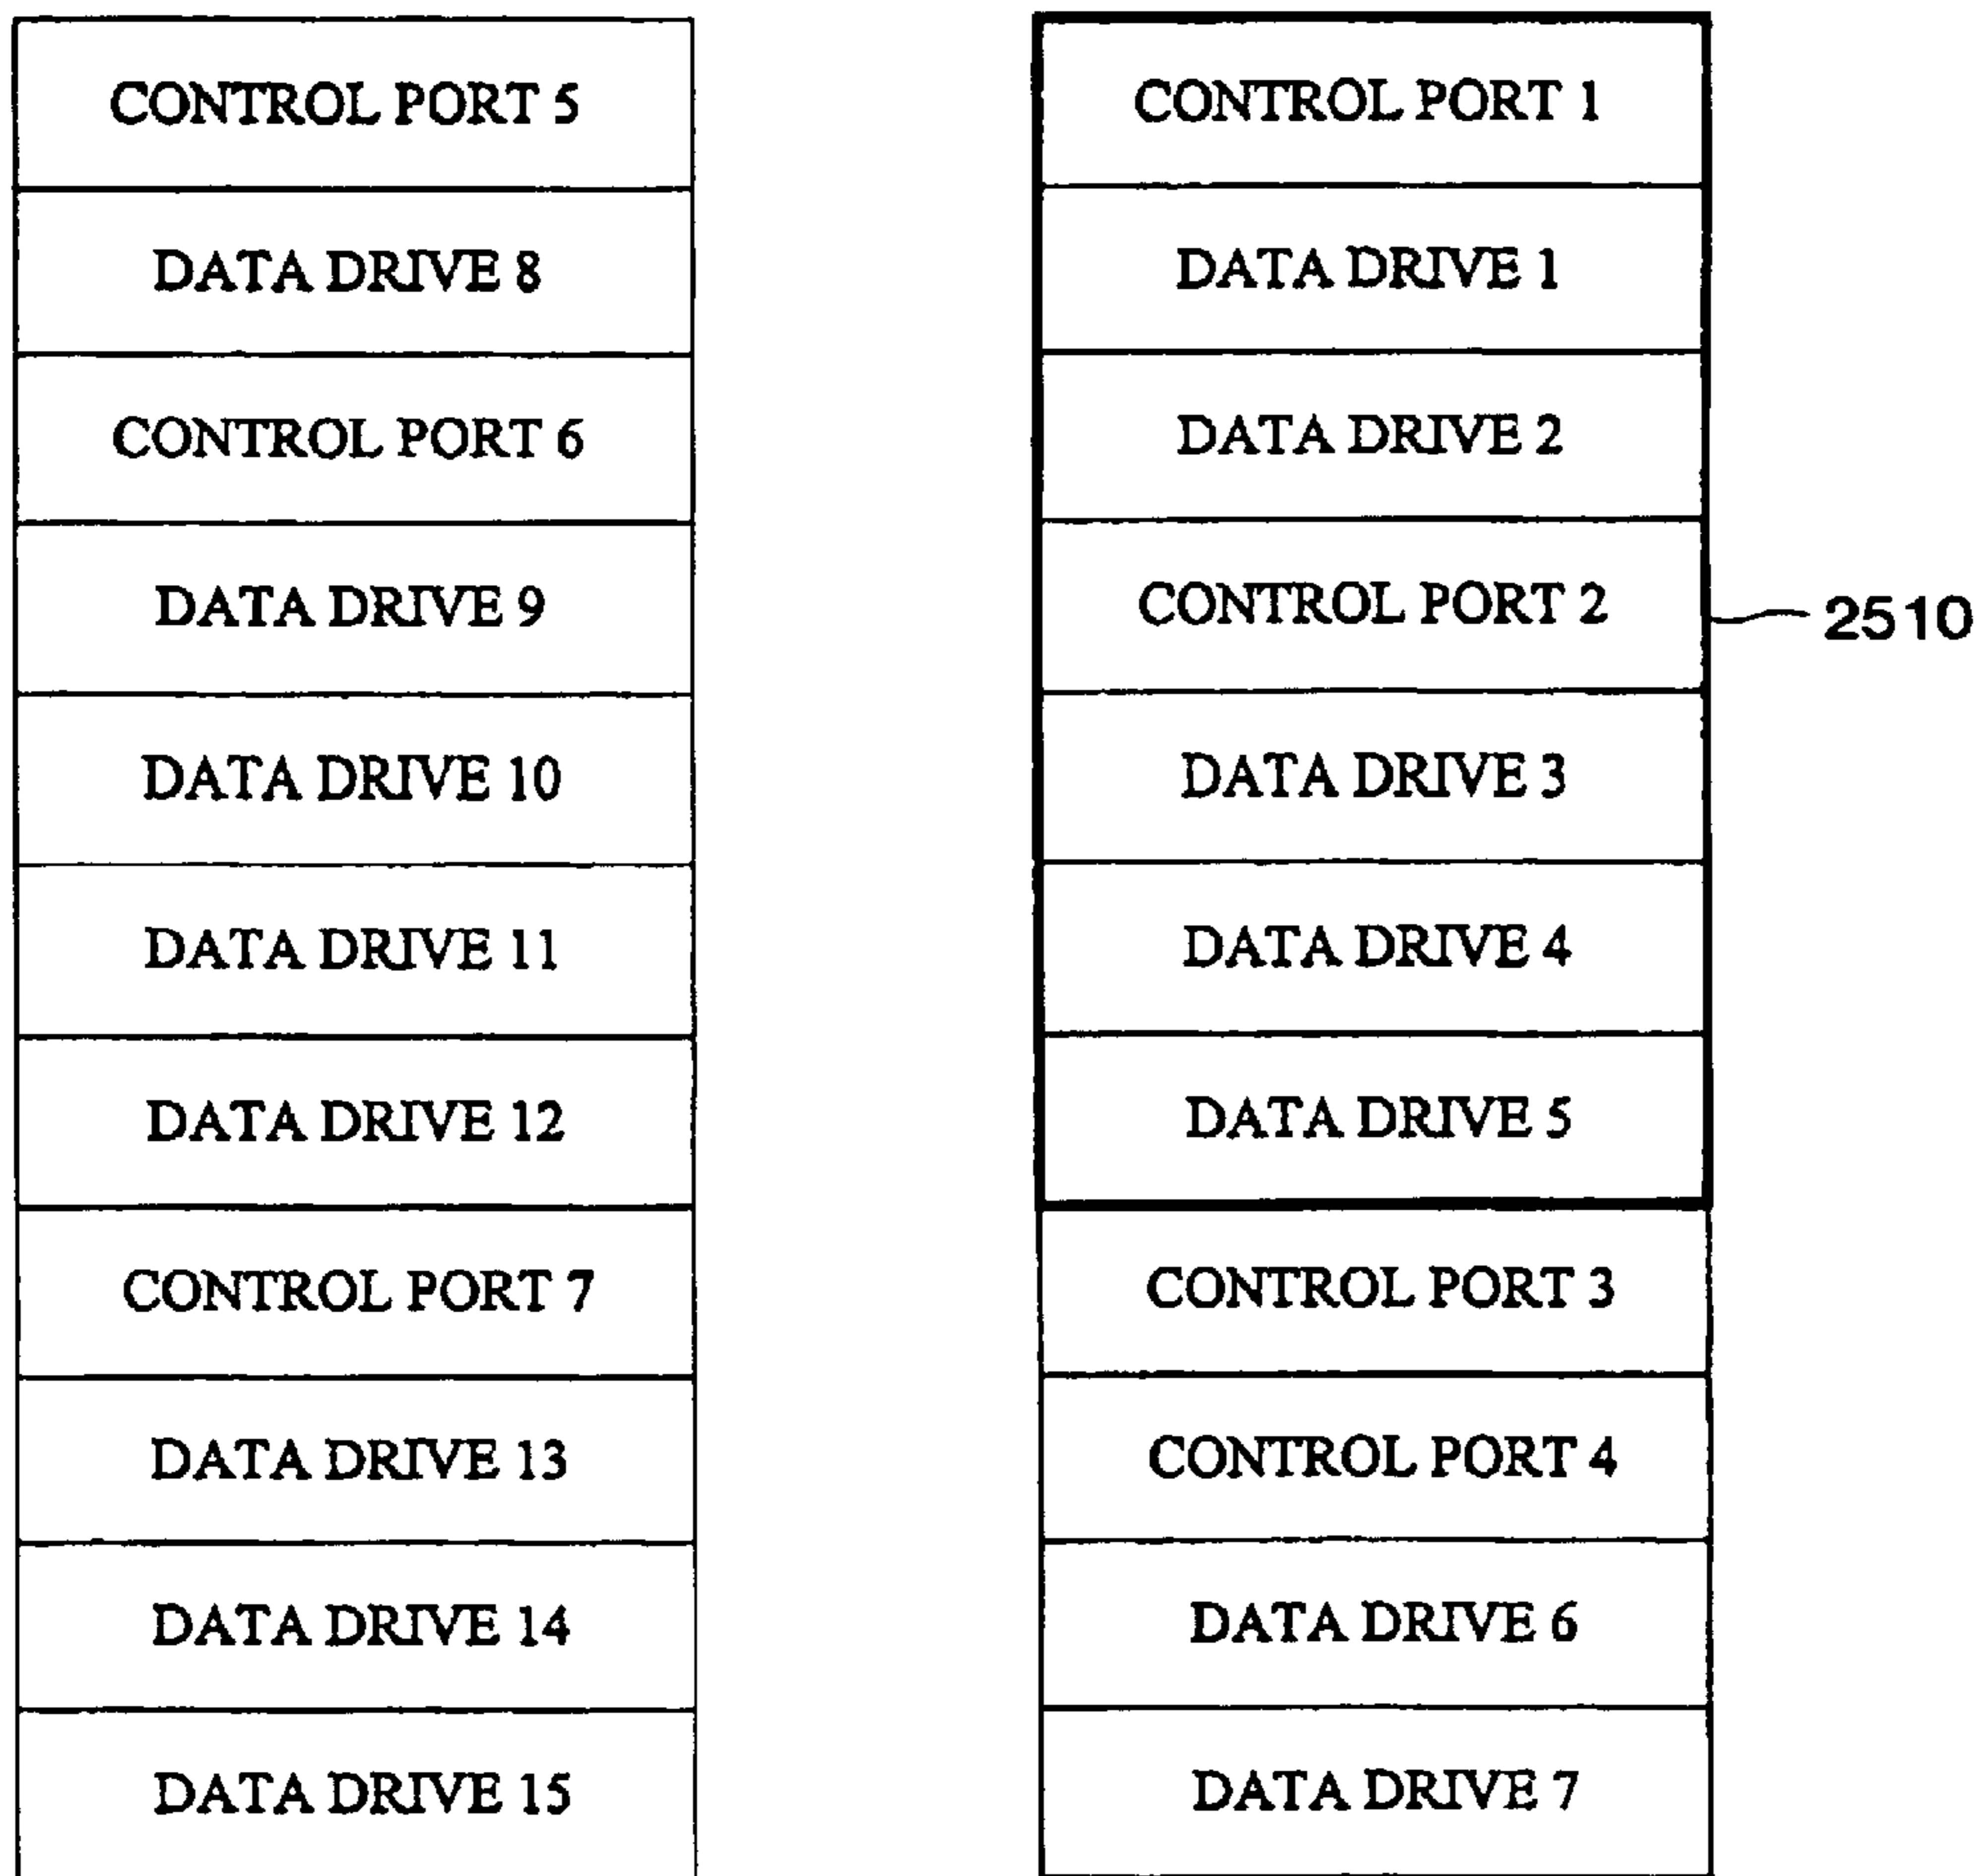 CONTROL PORT 5
DATA DRIVE 8
CONTROL PORT 6
DATA DRIVE 9
DATA DRIVE 10
DATA DRIVE 11
DATA DRIVE 12
CONTROL PORT 7
DATA DRIVE 13
DATA DRIVE 14
DATA DRIVE 15
CONTROL PORT 1
DATA DRIVE 1
DATA DRIVE 2
CONTROL PORT 2
2510
DATA DRIVE 3
DATA DRIVE 4
DATA DRIVE 5
CONTROL PORT 3
CONTROL PORT 4
DATA DRIVE 6
DATA DRIVE 7